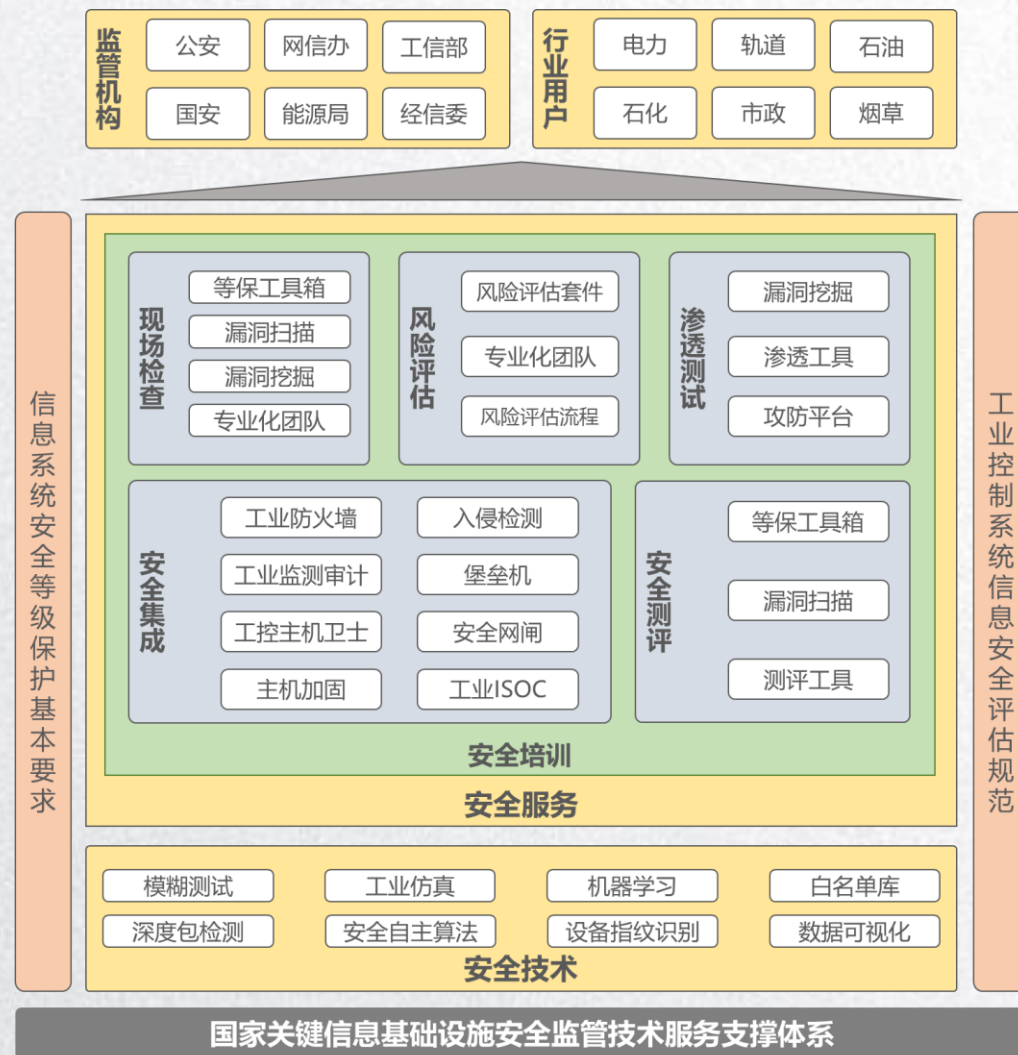 监管机构
公安
网信办
工信部
国安
能源局
经信委
行业用户
电力
轨道
石油
石化
市政
烟草
信息系统安全等级保护基本要求
现场检查
等保工具箱
漏洞扫描
漏洞挖掘
专业化团队
风险评估
风险评估套件
专业化团队
风险评估流程
渗透测试
漏洞挖掘
渗透工具
攻防平台
安全集成
工业防火墙
入侵检测
工业监测审计
堡垒机
工控主机卫士
安全网闸
主机加固
工业ISOC
安全测评
等保工具箱
漏洞扫描
测评工具
安全培训
安全服务
工业控制系统信息安全评估规范
模糊测试
工业仿真
机器学习
白名单库
深度包检测
安全自主算法
设备指纹识别
数据可视化
安全技术
国家关键信息基础设施安全监管技术服务支撑体系